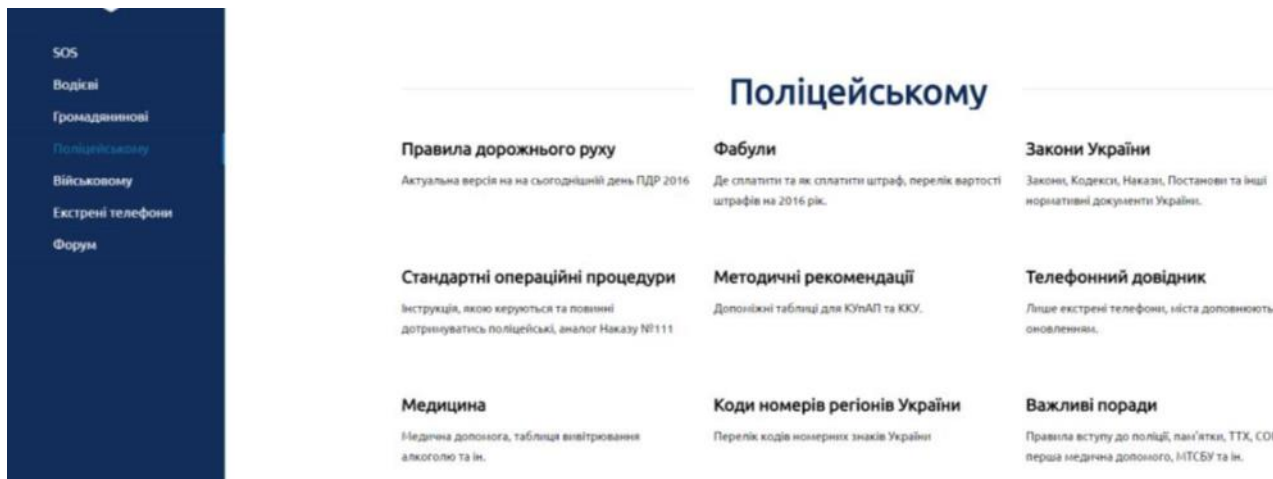 SOS
Водієві
Громадянинові
Поліцейському
Військовому
Екстрені телефони
Форум
Поліцейському
Правила дорожнього руху
Актуальна версія на на сьогоднішній день ПДР 2016
Фабули
Де сплатити та як сплатити штраф, перелік вартості
штрафів на 2016 рік.
Закони України
Закони, Кодекси, Накази, Постанови та інші
нормативні документи України.
Стандартні операційні процедури
Інструкція, якою керуються та повинні
дотримуватись поліцейські, аналог Наказу №111
Методичні рекомендації
Допоміжні таблиці для КУпАП та ККУ.
Телефонний довідник
Лише екстрені телефони, міста доповнюють
оновленням.
Медицина
Медична допомога, таблиця вивітрювання
алкоголю та ін.
Коди номерів регіонів України
Перелік кодів номерних знаків України
Важливі поради
Правила вступу до поліції, пам'ятки, ТТХ,
перша медична допомого, МТСБУ та ін.